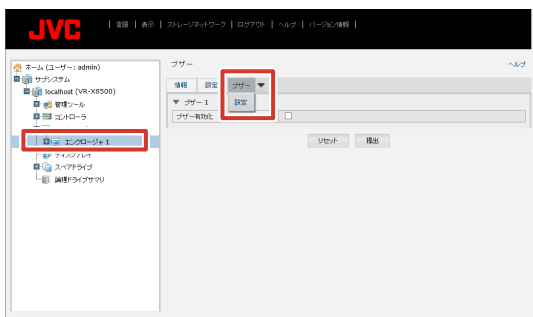 JVC
| 言語 | 表示 | ストレージネットワーク | ログアウト | ヘルプ | バージョン情報 |
ホーム (ユーザー: admin)
サブシステム
localhost (VR-X8500)
管理ツール
コントローラ
エンクロージャ 1
ディスクアレイ
スペアドライブ
論理ドライブサマリ
ブザー
ヘルプ
情報 設定 ブザー ▼
設定
▼ ブザー 1
ブザー有効化
リセット 提出